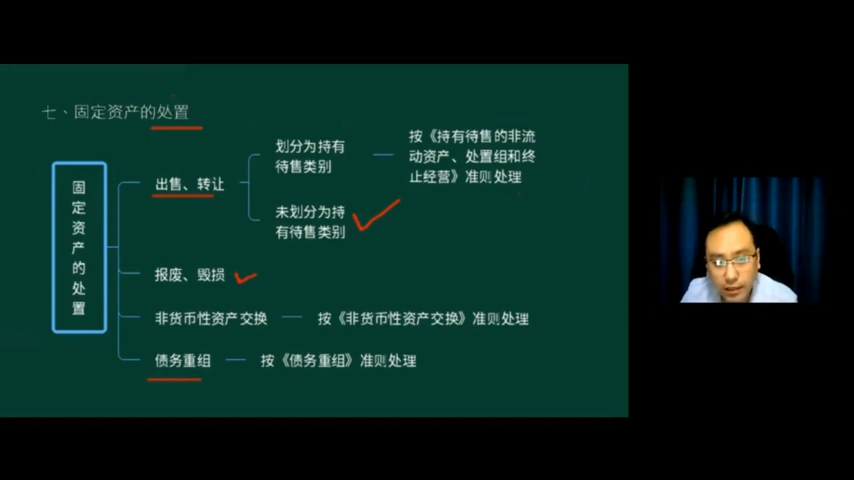 七、固定资产的处置
固定资产的处置
出售、转让
划分为持有
待售类别
按《持有待售的非流
动资产、处置组和终
止经营》准则处理
未划分为持
有待售类别
报废、毁损
非货币性资产交换
按《非货币性资产交换》准则处理
债务重组
按《债务重组》准则处理